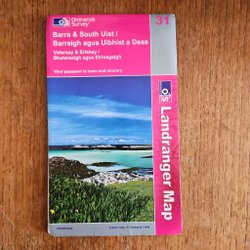 Ordnance
Survey
31
Barra & South Uist /
Barraigh agus Uibhist a Deas
Vatersay & Eriskay /
Bhatarsaigh agus Eirisgeigh
Your passport to town and country
OS
Landranger Map